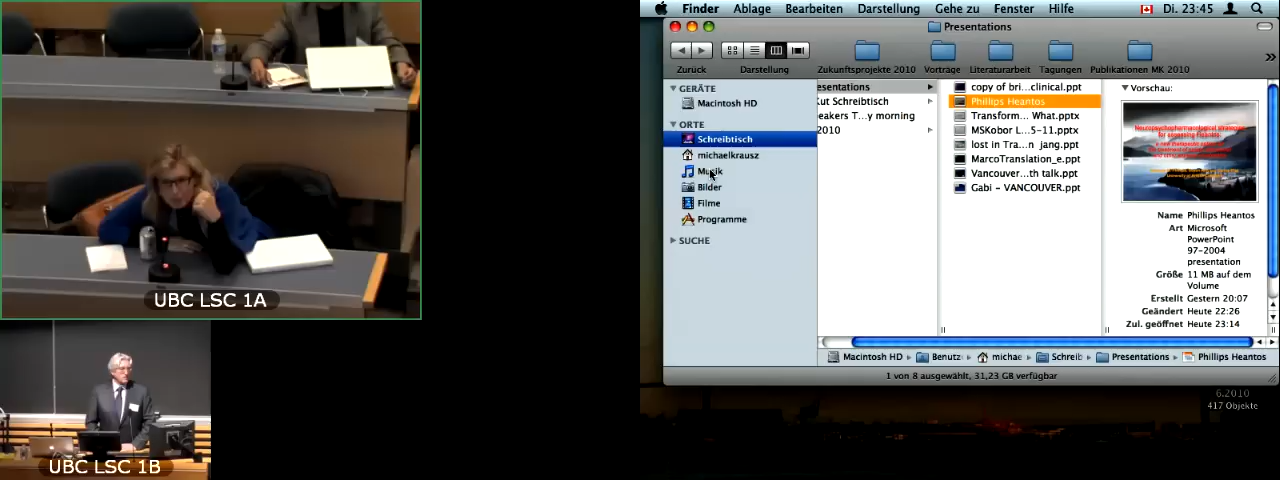 Finder Ablage Bearbeiten Darstellung Gehe zu Fenster Hilfe Di. 23:45
Presentations
Zurück Darstellung Zukunftsprojekte 2010 Vorträge Literaturarbeit Tagungen Publikationen MK 2010
GERÄTE
Macintosh HD
ORTE
Schreibtisch
michaelkrausz
Musik
Bilder
Filme
Programme
SUCHE
esentations
Kut Schreibtisch
eakers T...y morning
2010
copy of bri...clinical.ppt
Phillips Heantos
Transform... What.pptx
MSKobor L...5-11.pptx
lost in Tra...n jang.ppt
MarcoTranslation_e.ppt
Vancouver...th talk.ppt
Gabi - VANCOUVER.ppt
Vorschau:
Name Phillips Heantos
Art Microsoft
PowerPoint
97-2004
presentation
Größe 11 MB auf dem
Volume
Erstellt Gestern 20:07
Geändert Heute 22:26
Zul. geöffnet Heute 23:14
Macintosh HD Benutz michae Schreib Presentations Phillips Heantos
1 von 8 ausgewählt, 31,23 GB verfügbar
6.2010
417 Objekte
UBC LSC 1A
UBC LSC 1B